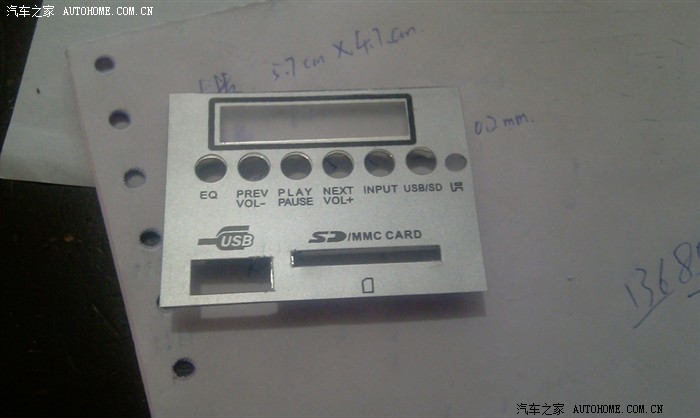 汽车之家 AUTOHOME.COM.CN
5.7cm × 4.7cm
0.2mm.
EQ PREV VOL- PLAY PAUSE NEXT VOL+ INPUT USB/SD
USB
SD/MMC CARD
1368
汽车之家 AUTOHOME.COM.CN